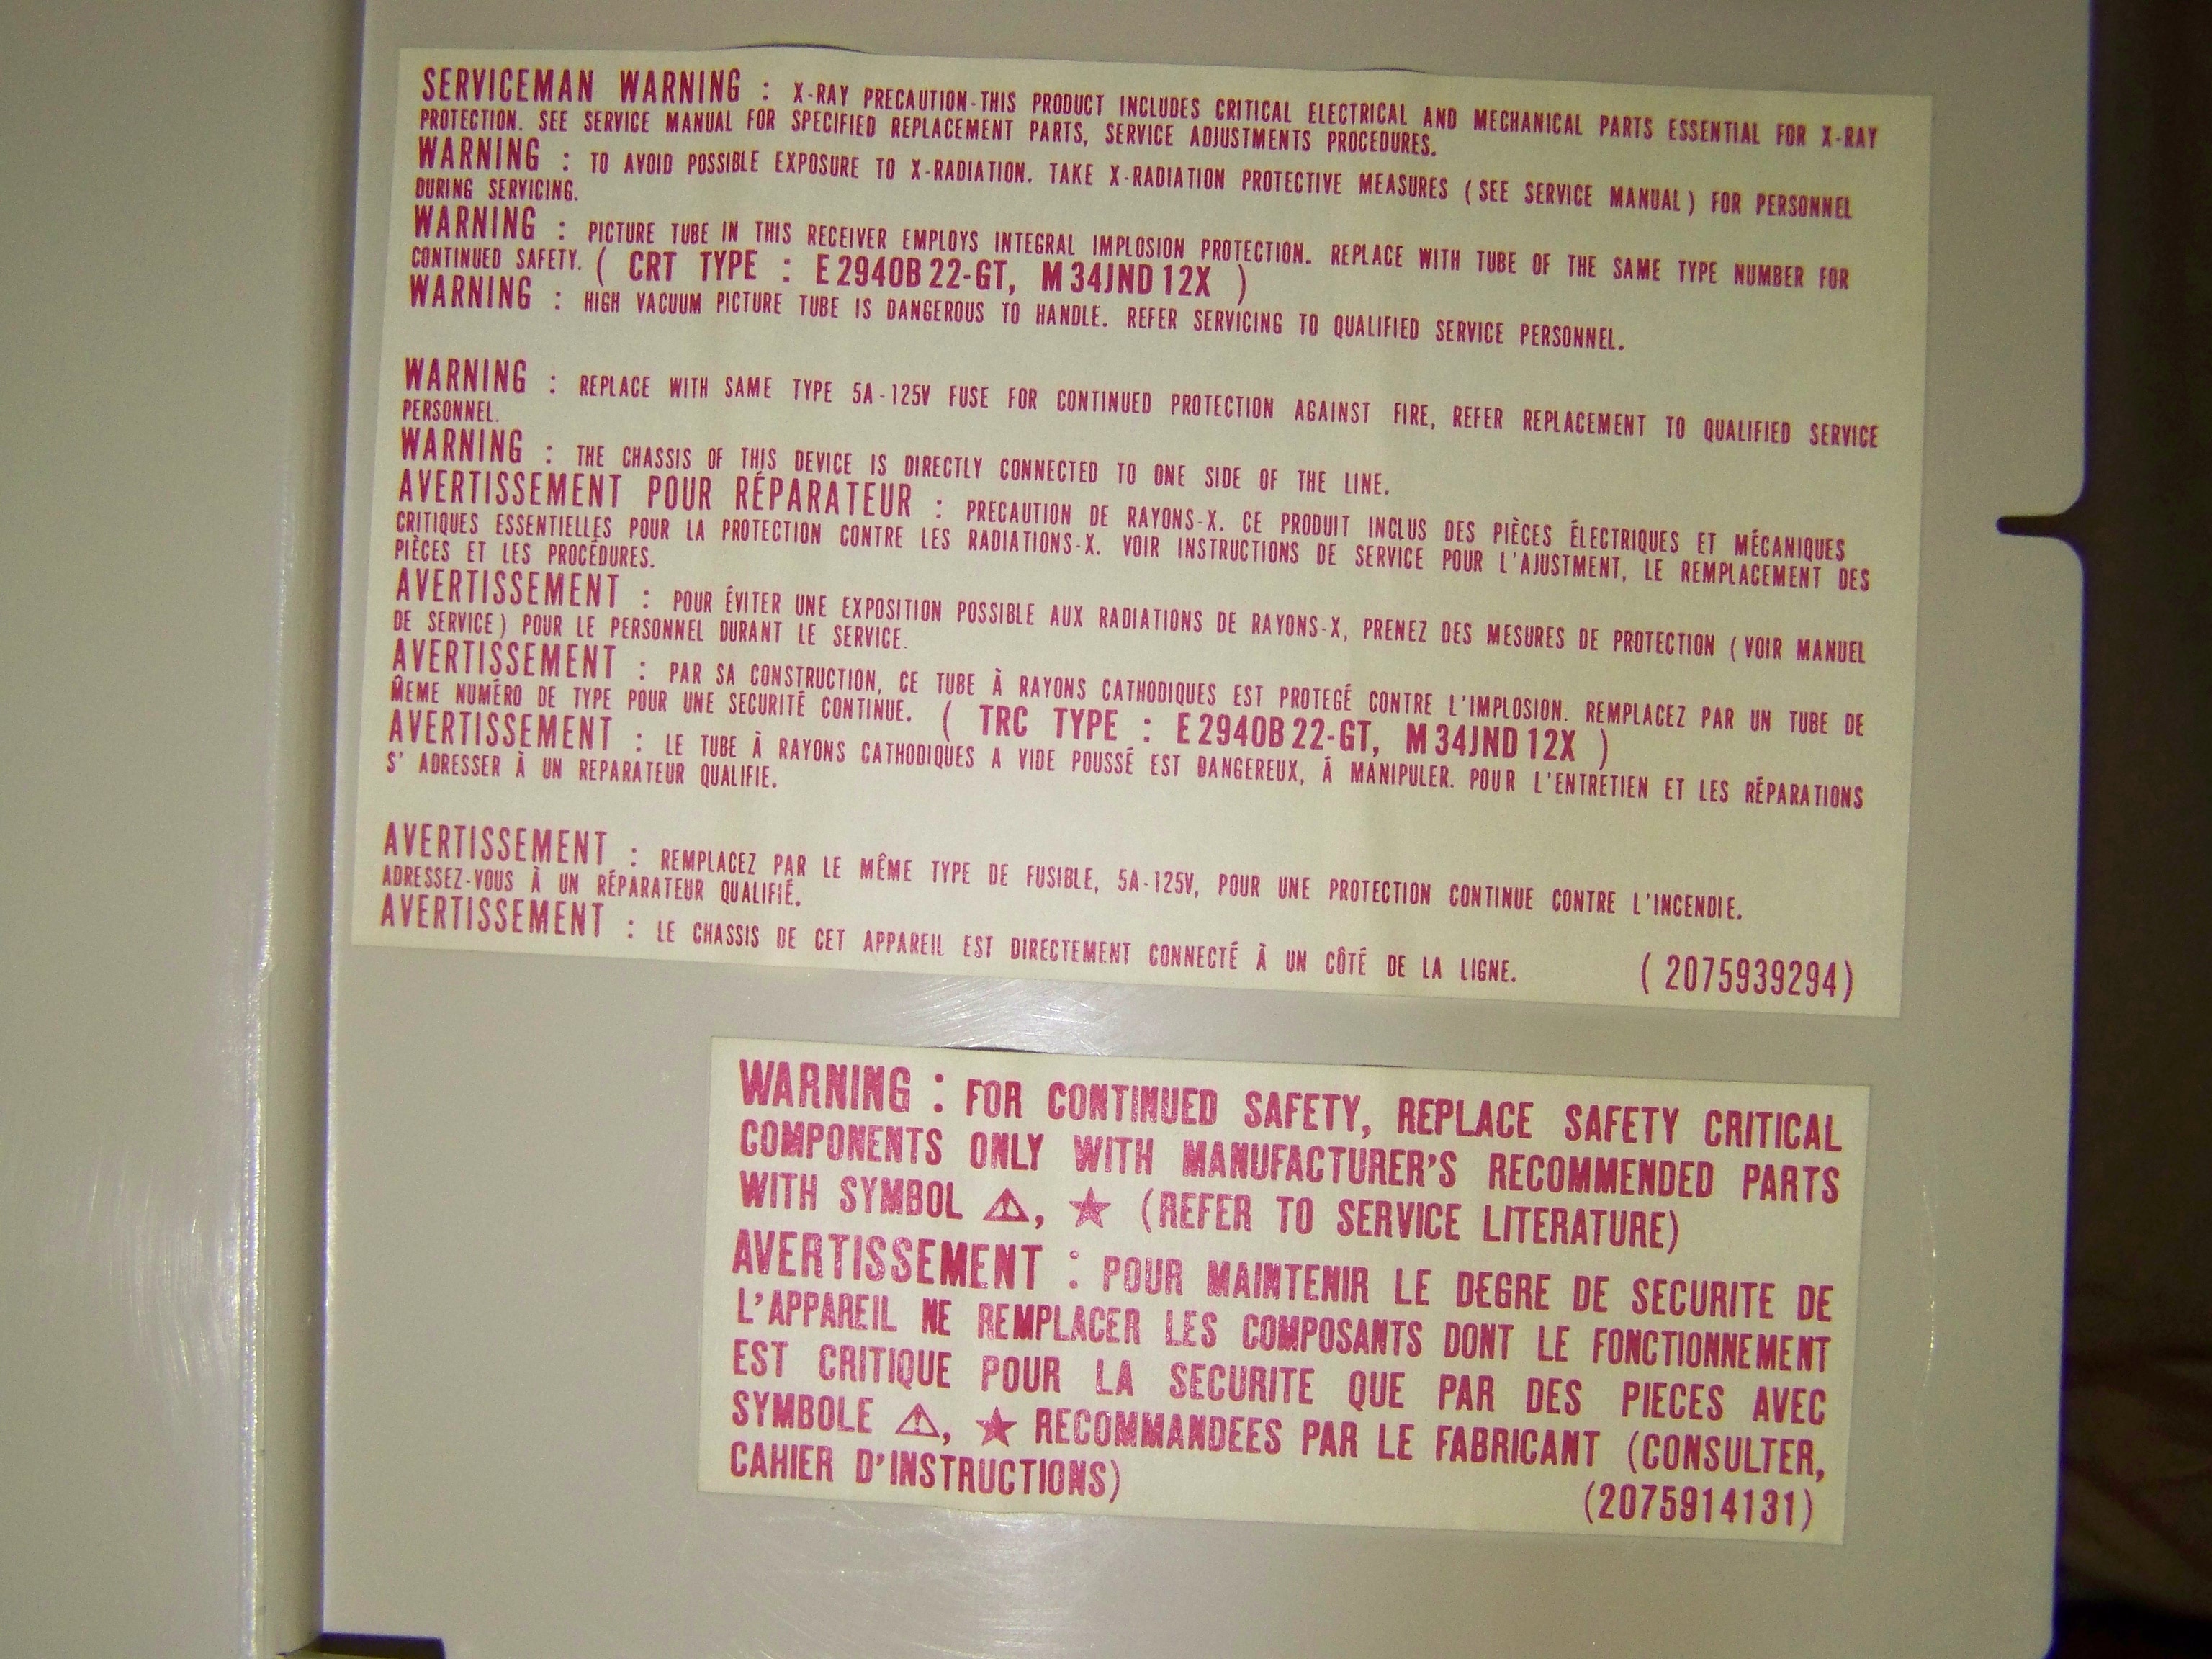 SERVICEMAN WARNING : X-RAY PRECAUTION-THIS PRODUCT INCLUDES CRITICAL ELECTRICAL AND MECHANICAL PARTS ESSENTIAL FOR X-RAY
PROTECTION. SEE SERVICE MANUAL FOR SPECIFIED REPLACEMENT PARTS, SERVICE ADJUSTMENTS PROCEDURES.
WARNING : TO AVOID POSSIBLE EXPOSURE TO X-RADIATION. TAKE X-RADIATION PROTECTIVE MEASURES (SEE SERVICE MANUAL) FOR PERSONNEL
DURING SERVICING.
WARNING : PICTURE TUBE IN THIS RECEIVER EMPLOYS INTEGRAL IMPLOSION PROTECTION. REPLACE WITH TUBE OF THE SAME TYPE NUMBER FOR
CONTINUED SAFETY. ( CRT TYPE : E2940B22-GT, M34JND12X )
WARNING : HIGH VACUUM PICTURE TUBE IS DANGEROUS TO HANDLE. REFER SERVICING TO QUALIFIED SERVICE PERSONNEL.
WARNING : REPLACE WITH SAME TYPE 5A-125V FUSE FOR CONTINUED PROTECTION AGAINST FIRE, REFER REPLACEMENT TO QUALIFIED SERVICE
PERSONNEL.
WARNING : THE CHASSIS OF THIS DEVICE IS DIRECTLY CONNECTED TO ONE SIDE OF THE LINE.
AVERTISSEMENT POUR RÉPARATEUR : PRECAUTION DE RAYONS-X. CE PRODUIT INCLUS DES PIÈCES ÉLECTRIQUES ET MÉCANIQUES
CRITIQUES ESSENTIELLES POUR LA PROTECTION CONTRE LES RADIATIONS-X. VOIR INSTRUCTIONS DE SERVICE POUR L'AJUSTMENT, LE REMPLACEMENT DES
PIÈCES ET LES PROCÉDURES.
AVERTISSEMENT : POUR ÉVITER UNE EXPOSITION POSSIBLE AUX RADIATIONS DE RAYONS-X, PRENEZ DES MESURES DE PROTECTION (VOIR MANUEL
DE SERVICE) POUR LE PERSONNEL DURANT LE SERVICE.
AVERTISSEMENT : PAR SA CONSTRUCTION, CE TUBE À RAYONS CATHODIQUES EST PROTEGÉ CONTRE L'IMPLOSION. REMPLACEZ PAR UN TUBE DE
MÊME NUMÉRO DE TYPE POUR UNE SECURITÉ CONTINUE. ( TRC TYPE : E2940B22-GT, M34JND12X )
AVERTISSEMENT : LE TUBE À RAYONS CATHODIQUES A VIDE POUSSÉ EST DANGEREUX, Á MANIPULER. POUR L'ENTRETIEN ET LES RÉPARATIONS
S' ADRESSER À UN REPARATEUR QUALIFIE.
AVERTISSEMENT : REMPLACEZ PAR LE MÊME TYPE DE FUSIBLE, 5A-125V, POUR UNE PROTECTION CONTINUE CONTRE L'INCENDIE.
ADRESSEZ-VOUS À UN RÉPARATEUR QUALIFIÉ.
AVERTISSEMENT : LE CHASSIS DE CET APPAREIL EST DIRECTEMENT CONNECTÉ À UN CÔTÉ DE LA LIGNE. (2075939294)
WARNING : FOR CONTINUED SAFETY, REPLACE SAFETY CRITICAL
COMPONENTS ONLY WITH MANUFACTURER'S RECOMMENDED PARTS
WITH SYMBOL ⚠, ★ (REFER TO SERVICE LITERATURE)
AVERTISSEMENT : POUR MAINTENIR LE DEGRE DE SECURITE DE
L'APPAREIL NE REMPLACER LES COMPOSANTS DONT LE FONCTIONNEMENT
EST CRITIQUE POUR LA SECURITE QUE PAR DES PIECES AVEC
SYMBOLE ⚠, ★ RECOMMANDEES PAR LE FABRICANT (CONSULTER,
CAHIER D'INSTRUCTIONS) (2075914131)